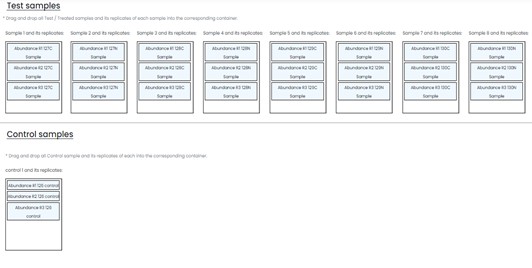 Test samples
* Drag and drop all Test / Treated samples and its replicates of each sample into the corresponding container.
Sample 1 and its replicates: Sample 2 and its replicates: Sample 3 and its replicates: Sample 4 and its replicates: Sample 5 and its replicates: Sample 6 and its replicates: Sample 7 and its replicates: Sample 8 and its replicates:
Abundance R1 127C Abundance R1 127N Abundance R1 128C Abundance R1 128N Abundance R1 129C Abundance R1 129N Abundance R1 130C Abundance R1 130N
Sample Sample Sample Sample Sample Sample Sample Sample
Abundance R2 127C Abundance R2 127N Abundance R2 128C Abundance R2 128N Abundance R2 129C Abundance R2 129N Abundance R2 130C Abundance R2 130N
Sample Sample Sample Sample Sample Sample Sample Sample
Abundance R3 127C Abundance R3 127N Abundance R3 128C Abundance R3 128N Abundance R3 129C Abundance R3 129N Abundance R3 130C Abundance R3 130N
Sample Sample Sample Sample Sample Sample Sample Sample
Control samples
* Drag and drop all Control sample and its replicates of each into the corresponding container.
control 1 and its replicates:
Abundance R1 126 control
Abundance R2 126 control
Abundance R3 126
control